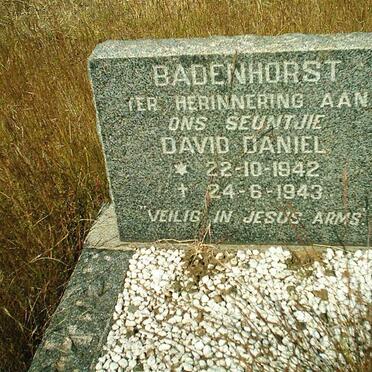 BADENHORST
TER HERINNERING AAN
ONS SEUNTJIE
DAVID DANIEL
* 22-10-1942
† 24-6-1943
"VEILIG IN JESUS ARMS"